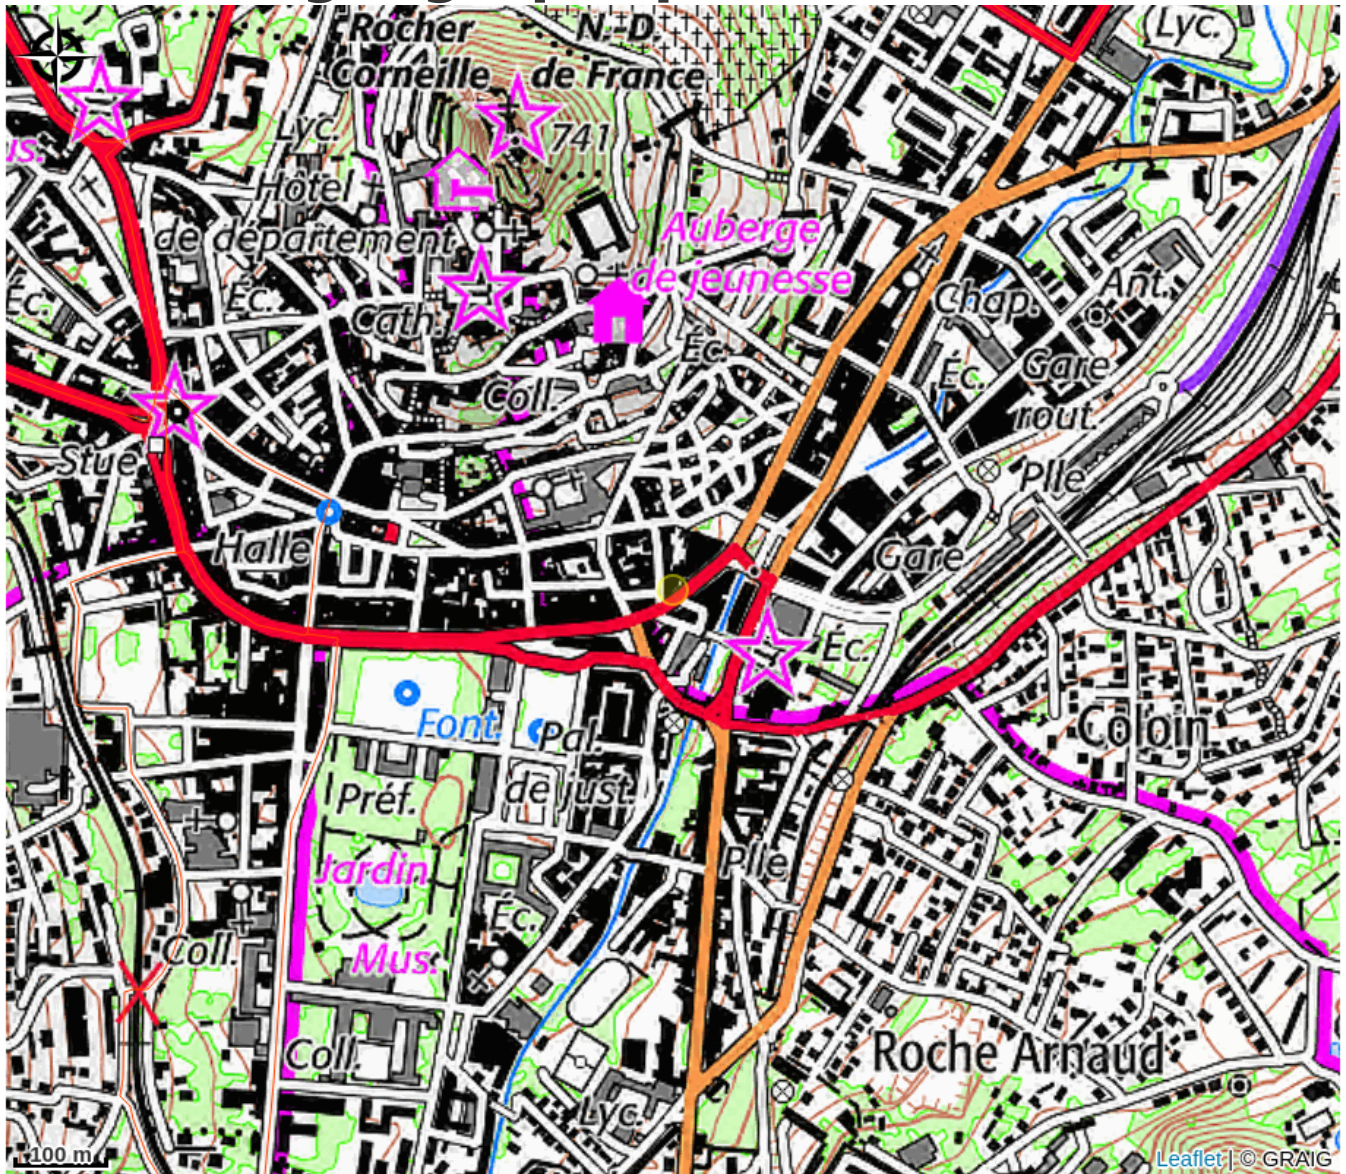 Rocher
N.-D.
Lyc.
Corneille
de France
Lyc.
741
us.
Hôtel
Auberge
de département
de jeunesse
Éc.
Éc.
Ant.
Chap.
Cath.
Éc.
Gare
Éc.
Coll.
rout.
Stue
Plle
Halle
Gare
Éc.
Font.
Pal.
Coloin
Préf.
de just.
Plle
Jardin
Éc.
Coll.
Mus.
Coll.
Roche Arnaud
Lyc.
100 m
Leaflet | © GRAIG